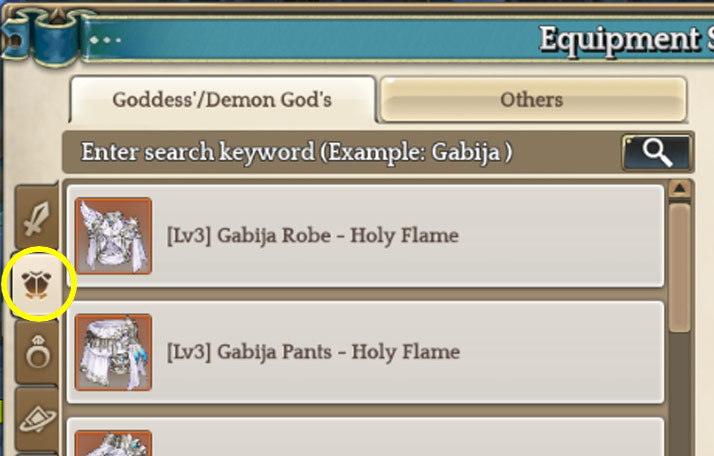 Equipment
Goddess'/Demon God's
Others
Enter search keyword (Example: Gabija )
[Lv3] Gabija Robe - Holy Flame
[Lv3] Gabija Pants - Holy Flame